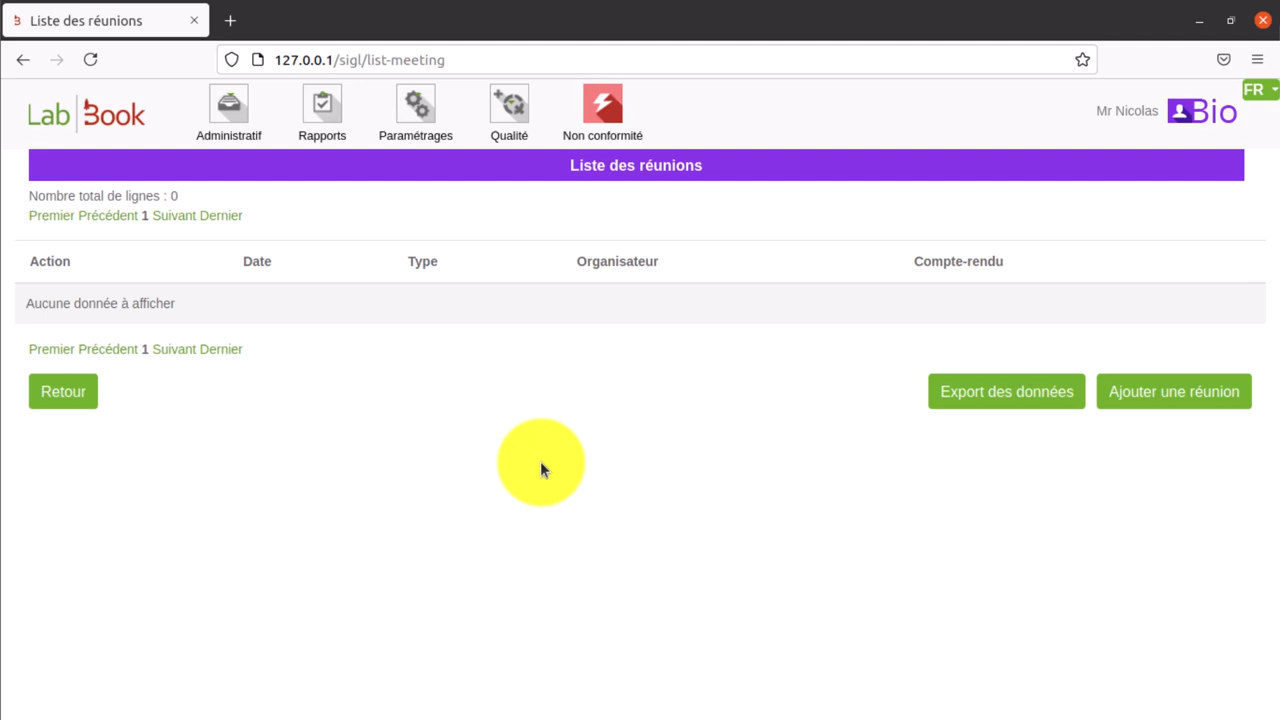 Liste des réunions
127.0.0.1/sigl/list-meeting
FR
Lab Book
Administratif
Rapports
Paramétrages
Qualité
Non conformité
Mr Nicolas
Bio
Liste des réunions
Nombre total de lignes : 0
Premier Précédent 1 Suivant Dernier
Action Date Type Organisateur Compte-rendu
Aucune donnée à afficher
Premier Précédent 1 Suivant Dernier
Retour
Export des données
Ajouter une réunion